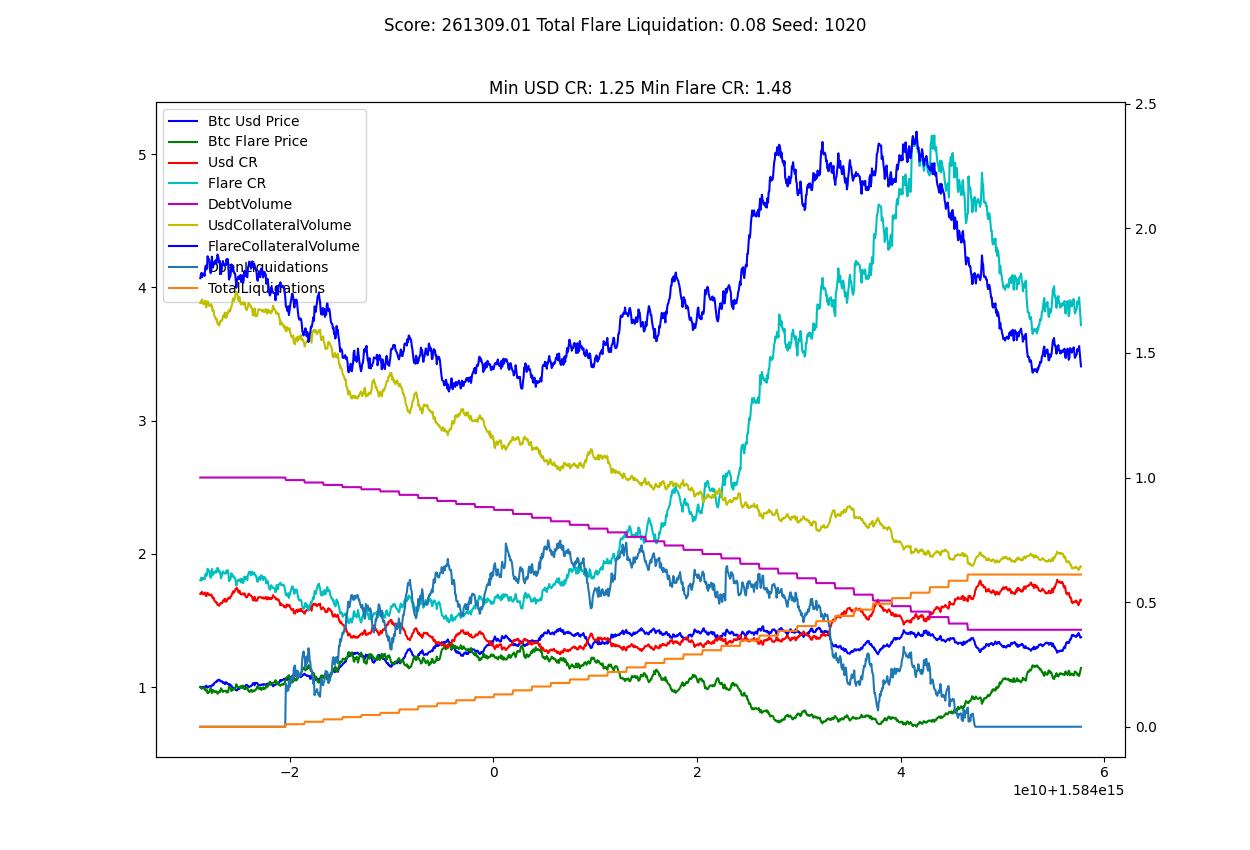 Score: 261309.01 Total Flare Liquidation: 0.08 Seed: 1020
Min USD CR: 1.25 Min Flare CR: 1.48
Btc Usd Price
Btc Flare Price
Usd CR
Flare CR
DebtVolume
UsdCollateralVolume
FlareCollateralVolume
OpenLiquidations
TotalLiquidations
5
4
3
2
1
2.5
2.0
1.5
1.0
0.5
0.0
−2
0
2
4
6
1e10+1.584e15